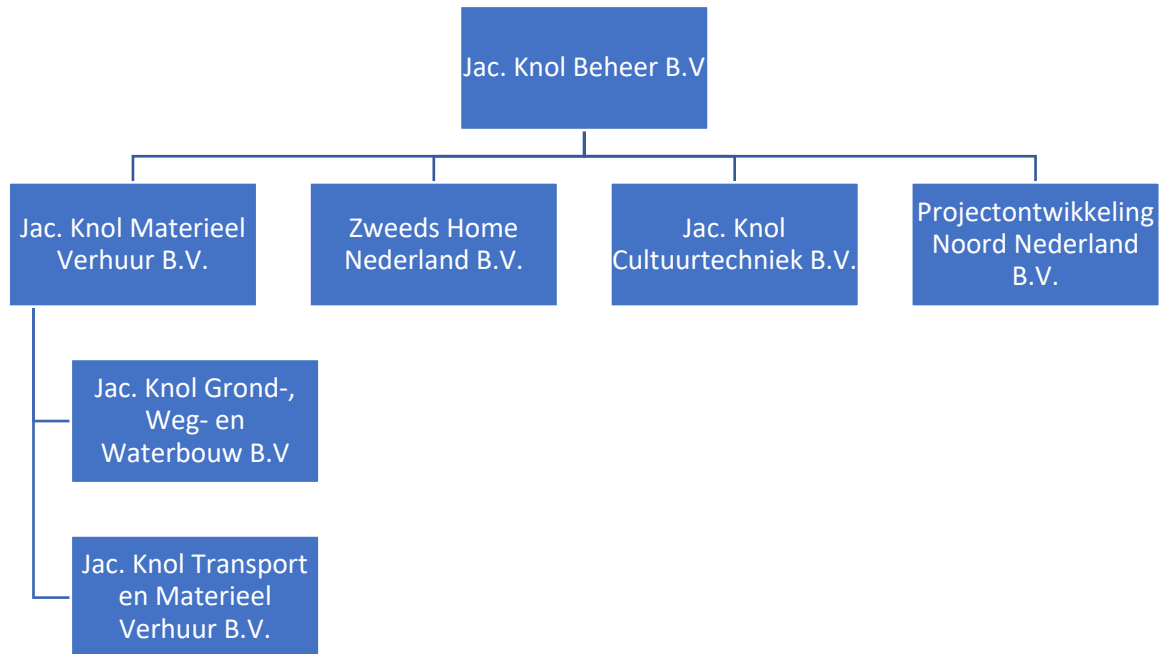 Jac. Knol Beheer B.V
Jac. Knol Materieel
Verhuur B.V.
Zweeds Home
Nederland B.V.
Jac. Knol
Cultuurtechniek B.V.
Projectontwikkeling
Noord Nederland
B.V.
Jac. Knol Grond-,
Weg- en
Waterbouw B.V
Jac. Knol Transport
en Materieel
Verhuur B.V.